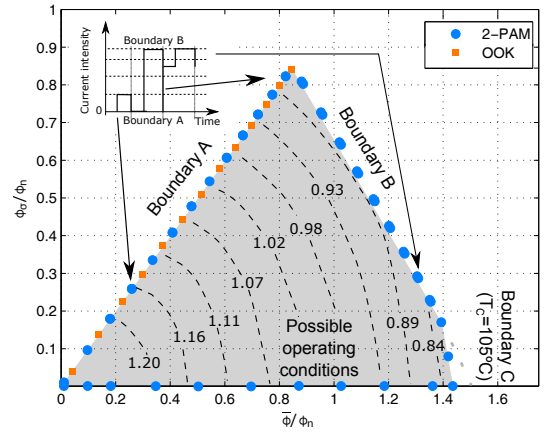 2-PAM
OOK
Current intensity
Boundary B
0
Boundary A
Time
Boundary A
Boundary B
Boundary C
(T_C=105ºC)
0.93
0.98
1.02
1.07
1.11
1.16
1.20
0.89
0.84
Possible
operating
conditions
1
0.9
0.8
0.7
0.6
0.5
0.4
0.3
0.2
0.1
0 0.2 0.4 0.6 0.8 1.0 1.2 1.4 1.6
ϕ̄/ϕn